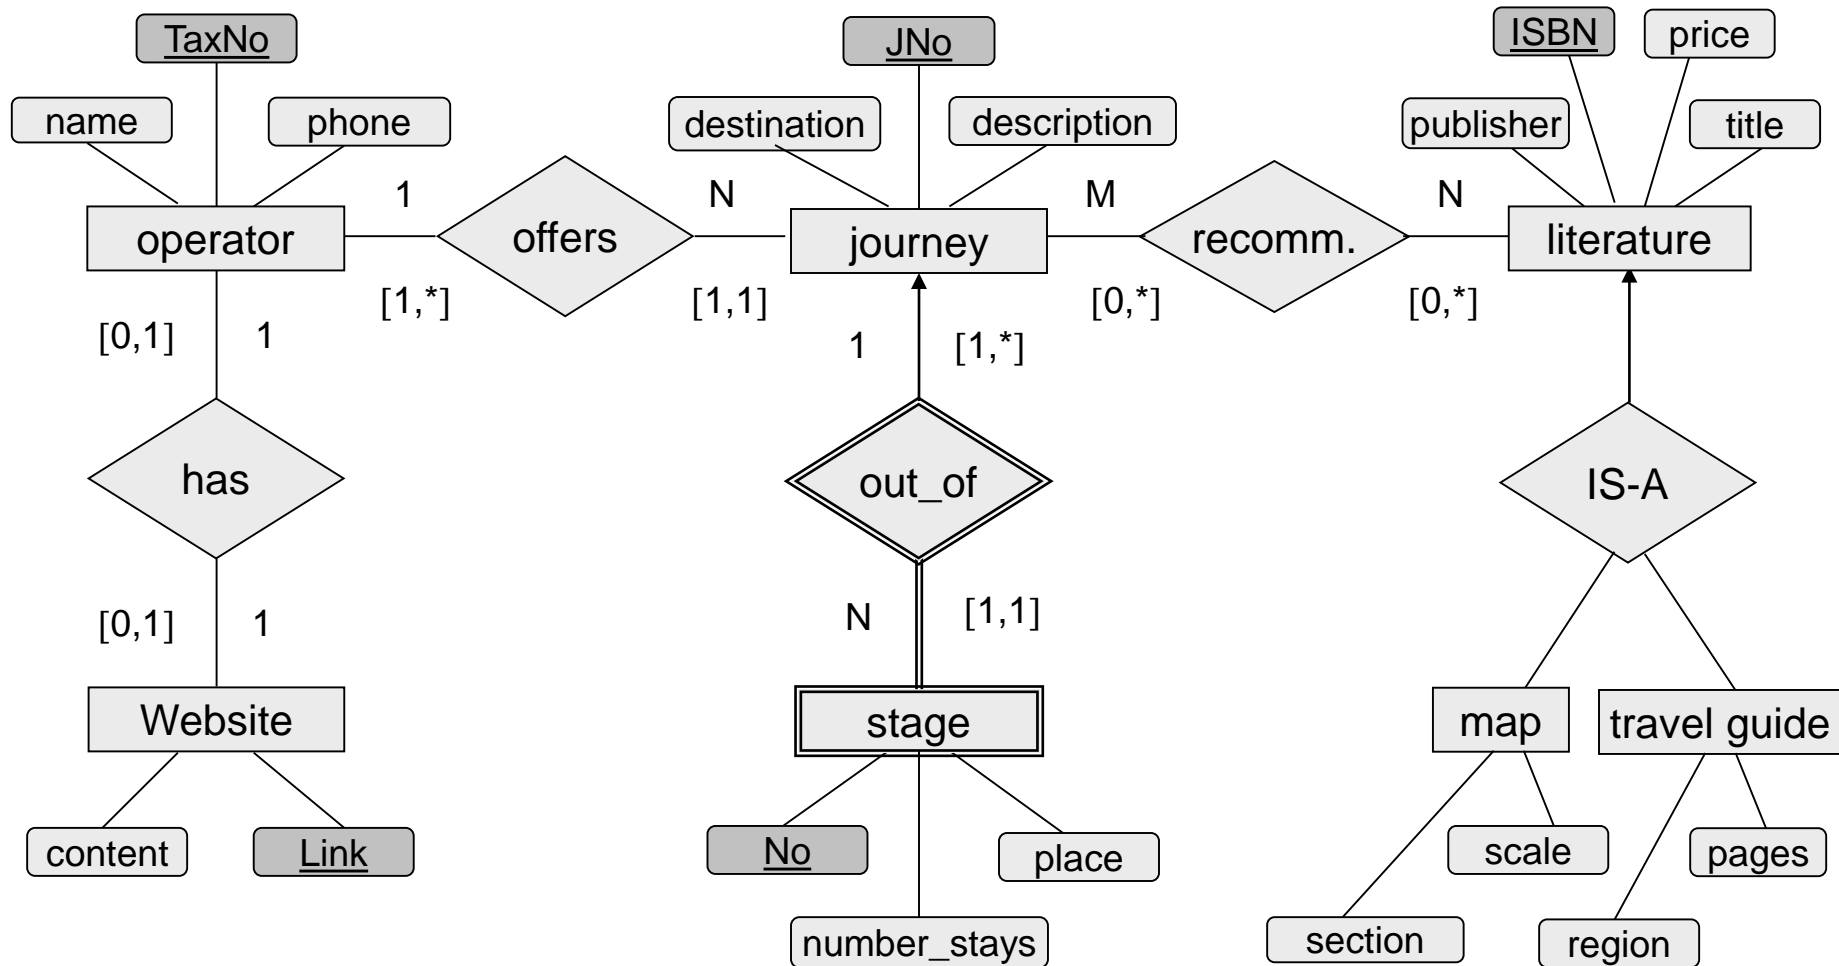 TaxNo
JNo
ISBN
price
name
phone
destination
description
publisher
title
1
N
M
N
operator
offers
journey
recomm.
literature
[1,*]
[1,1]
[0,*]
[0,*]
[0,1]
1
1
[1,*]
has
out_of
IS-A
[0,1]
1
N
[1,1]
Website
stage
map
travel guide
content
Link
No
place
scale
pages
number_stays
section
region